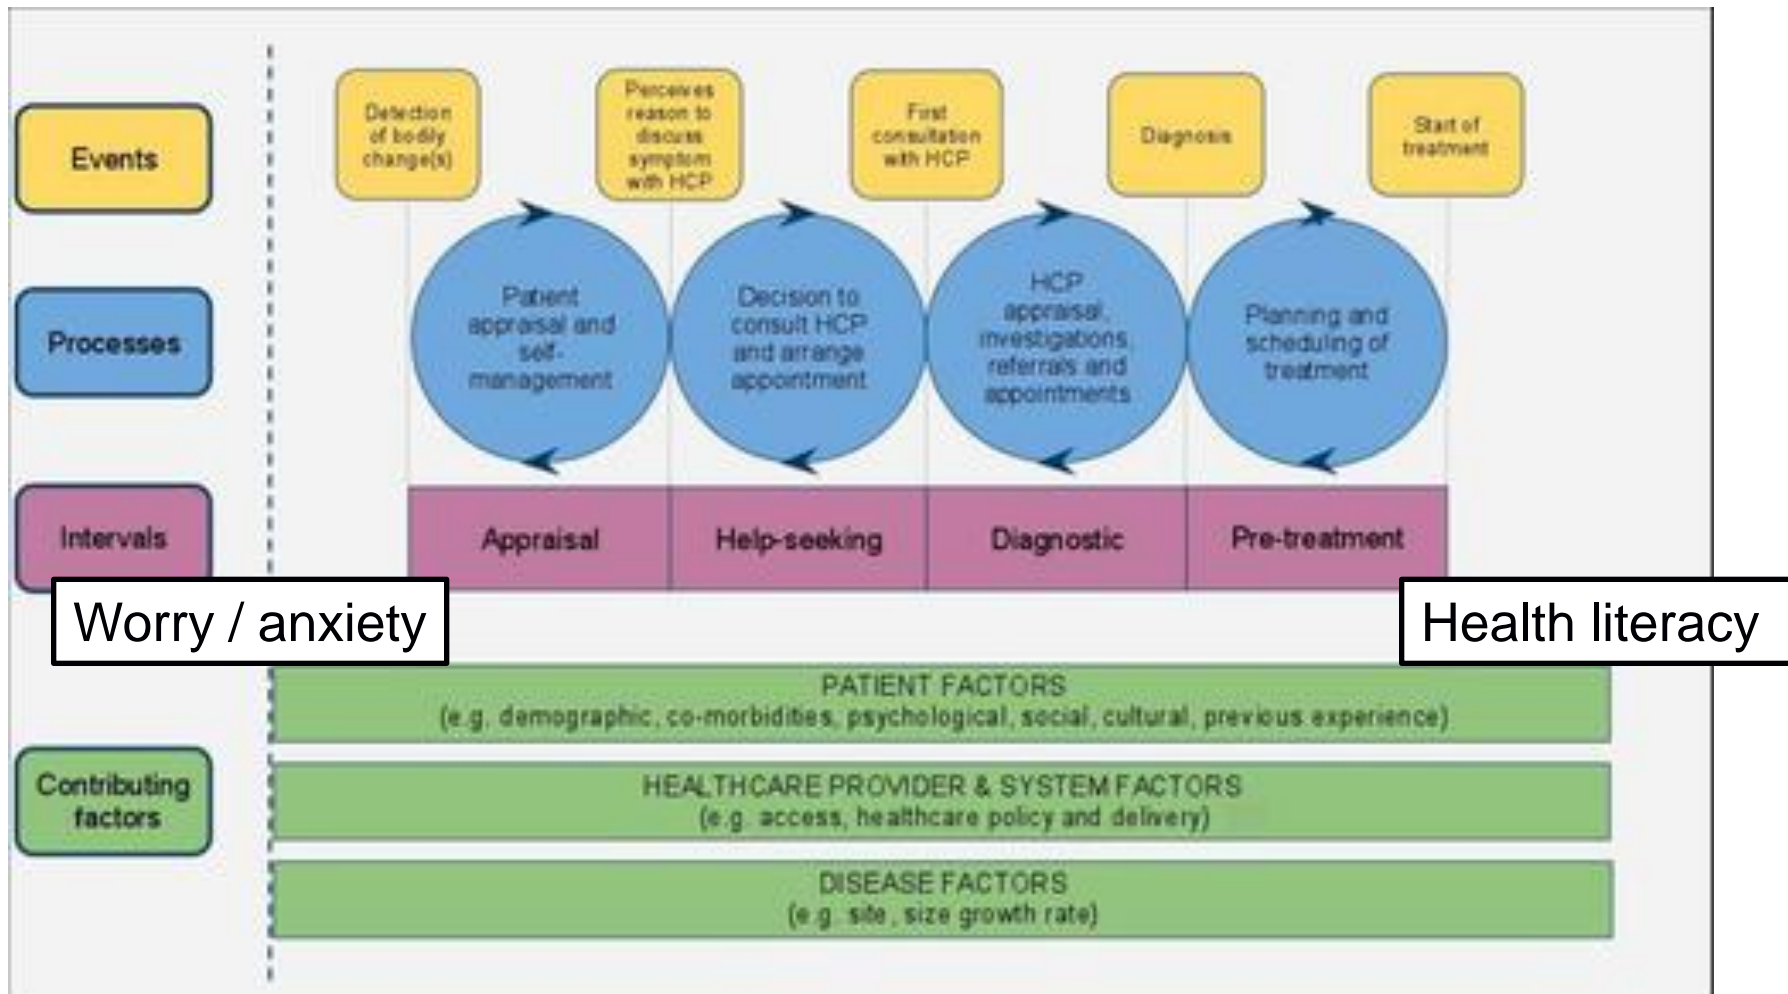 Events
Detection
of bodily
change(s)
Perceives
reason to
discuss
symptom
with HCP
First
consultation
with HCP
Diagnosis
Start of
treatment
Processes
Patient
appraisal and
self-
management
Decision to
consult HCP
and arrange
appointment
HCP
appraisal,
investigations,
referrals and
appointments
Planning and
scheduling of
treatment
Intervals
Appraisal
Help-seeking
Diagnostic
Pre-treatment
Worry / anxiety
Health literacy
Contributing
factors
PATIENT FACTORS
(e.g. demographic, co-morbidities, psychological, social, cultural, previous experience)
HEALTHCARE PROVIDER & SYSTEM FACTORS
(e.g. access, healthcare policy and delivery)
DISEASE FACTORS
(e.g. site, size growth rate)